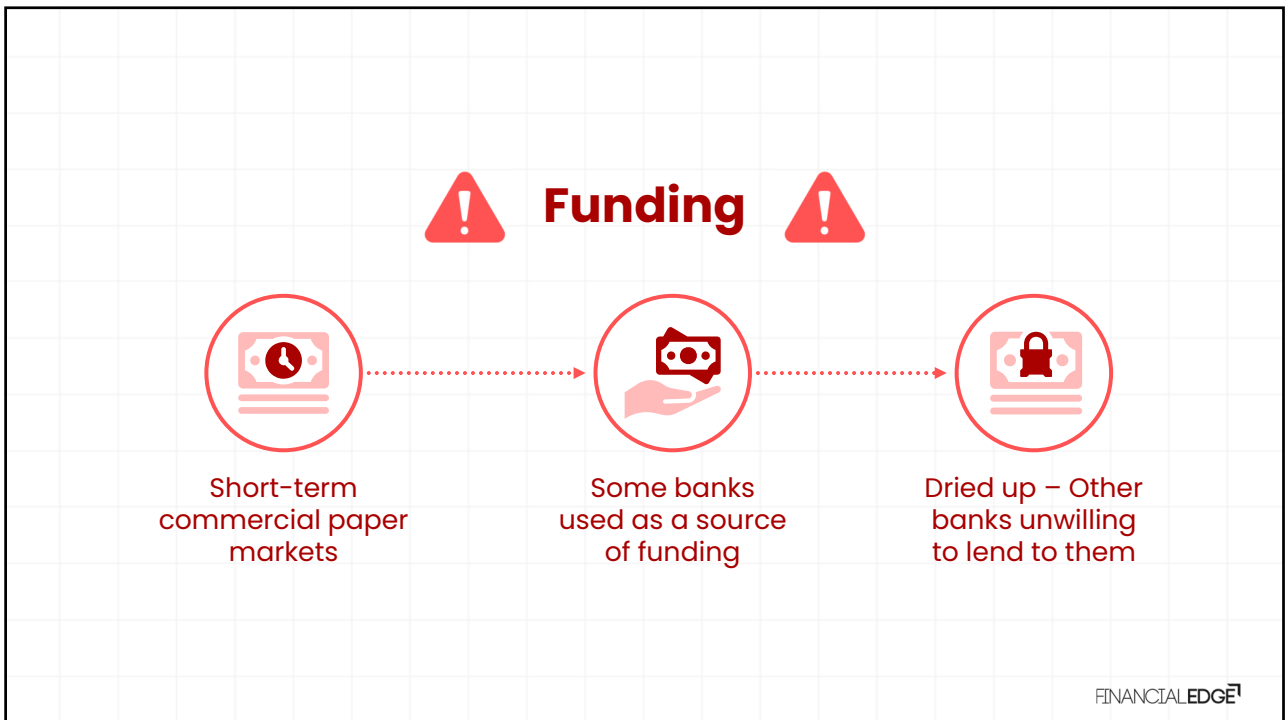 Funding
Short-term
commercial paper
markets
Some banks
used as a source
of funding
Dried up – Other
banks unwilling
to lend to them
FINANCIALEDGE